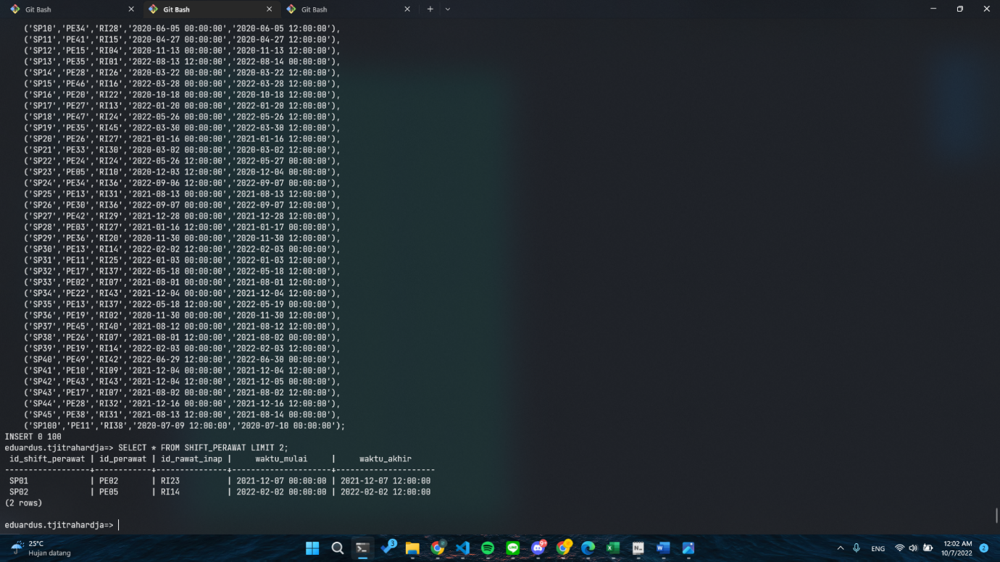 Git Bash
Git Bash
Git Bash
('SP10','PE34','RI28','2020-06-05 00:00:00','2020-06-05 12:00:00'),
('SP11','PE41','RI15','2020-04-27 00:00:00','2020-04-27 12:00:00'),
('SP12','PE15','RI04','2020-11-13 00:00:00','2020-11-13 12:00:00'),
('SP13','PE35','RI01','2022-08-13 12:00:00','2022-08-14 00:00:00'),
('SP14','PE28','RI26','2020-03-22 00:00:00','2020-03-22 12:00:00'),
('SP15','PE46','RI16','2022-03-28 00:00:00','2022-03-28 12:00:00'),
('SP16','PE20','RI22','2020-10-18 00:00:00','2020-10-18 12:00:00'),
('SP17','PE27','RI13','2022-01-20 00:00:00','2022-01-20 12:00:00'),
('SP18','PE47','RI24','2022-05-26 00:00:00','2022-05-26 12:00:00'),
('SP19','PE35','RI45','2022-03-30 00:00:00','2022-03-30 12:00:00'),
('SP20','PE26','RI27','2021-01-16 00:00:00','2021-01-16 12:00:00'),
('SP21','PE33','RI30','2020-03-02 00:00:00','2020-03-02 12:00:00'),
('SP22','PE24','RI24','2022-05-26 12:00:00','2022-05-27 00:00:00'),
('SP23','PE05','RI10','2020-12-03 12:00:00','2020-12-04 00:00:00'),
('SP24','PE34','RI36','2022-09-06 12:00:00','2022-09-07 00:00:00'),
('SP25','PE13','RI31','2021-08-13 00:00:00','2021-08-13 12:00:00'),
('SP26','PE30','RI36','2022-09-07 00:00:00','2022-09-07 12:00:00'),
('SP27','PE42','RI29','2021-12-28 00:00:00','2021-12-28 12:00:00'),
('SP28','PE03','RI27','2021-01-16 12:00:00','2021-01-17 00:00:00'),
('SP29','PE36','RI20','2020-11-30 00:00:00','2020-11-30 12:00:00'),
('SP30','PE13','RI14','2022-02-02 12:00:00','2022-02-03 00:00:00'),
('SP31','PE11','RI25','2022-01-03 00:00:00','2022-01-03 12:00:00'),
('SP32','PE17','RI37','2022-05-18 00:00:00','2022-05-18 12:00:00'),
('SP33','PE02','RI07','2021-08-01 00:00:00','2021-08-01 12:00:00'),
('SP34','PE22','RI43','2021-12-04 00:00:00','2021-12-04 12:00:00'),
('SP35','PE13','RI37','2022-05-18 12:00:00','2022-05-19 00:00:00'),
('SP36','PE19','RI02','2020-11-30 00:00:00','2020-11-30 12:00:00'),
('SP37','PE45','RI40','2021-08-12 00:00:00','2021-08-12 12:00:00'),
('SP38','PE26','RI07','2021-08-01 12:00:00','2021-08-02 00:00:00'),
('SP39','PE19','RI14','2022-02-03 00:00:00','2022-02-03 12:00:00'),
('SP40','PE49','RI42','2022-06-29 12:00:00','2022-06-30 00:00:00'),
('SP41','PE10','RI09','2021-12-04 00:00:00','2021-12-04 12:00:00'),
('SP42','PE43','RI43','2021-12-04 12:00:00','2021-12-05 00:00:00'),
('SP43','PE17','RI07','2021-08-02 00:00:00','2021-08-02 12:00:00'),
('SP44','PE28','RI32','2021-12-16 00:00:00','2021-12-16 12:00:00'),
('SP45','PE38','RI31','2021-08-13 12:00:00','2021-08-14 00:00:00'),
('SP100','PE11','RI38','2020-07-09 12:00:00','2020-07-10 00:00:00');
INSERT 0 100
eduardus.tjitrahardja=> SELECT * FROM SHIFT_PERAWAT LIMIT 2;
id_shift_perawat | id_perawat | id_rawat_inap | waktu_mulai | waktu_akhir
------------------+------------+---------------+---------------------+---------------------
SP01 | PE02 | RI23 | 2021-12-07 00:00:00 | 2021-12-07 12:00:00
SP02 | PE05 | RI14 | 2022-02-02 00:00:00 | 2022-02-02 12:00:00
(2 rows)
eduardus.tjitrahardja=>
25°C
Hujan datang
3
9+
ENG
12:02 AM
10/7/2022
2